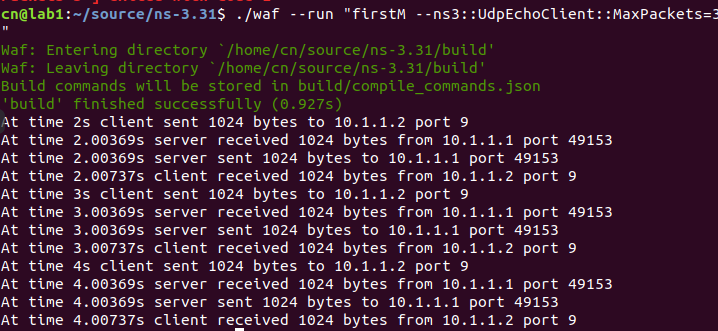 cn@lab1:~/source/ns-3.31$ ./waf --run "firstM --ns3::UdpEchoClient::MaxPackets=3
"
Waf: Entering directory `/home/cn/source/ns-3.31/build'
Waf: Leaving directory `/home/cn/source/ns-3.31/build'
Build commands will be stored in build/compile_commands.json
'build' finished successfully (0.927s)
At time 2s client sent 1024 bytes to 10.1.1.2 port 9
At time 2.00369s server received 1024 bytes from 10.1.1.1 port 49153
At time 2.00369s server sent 1024 bytes to 10.1.1.1 port 49153
At time 2.00737s client received 1024 bytes from 10.1.1.2 port 9
At time 3s client sent 1024 bytes to 10.1.1.2 port 9
At time 3.00369s server received 1024 bytes from 10.1.1.1 port 49153
At time 3.00369s server sent 1024 bytes to 10.1.1.1 port 49153
At time 3.00737s client received 1024 bytes from 10.1.1.2 port 9
At time 4s client sent 1024 bytes to 10.1.1.2 port 9
At time 4.00369s server received 1024 bytes from 10.1.1.1 port 49153
At time 4.00369s server sent 1024 bytes to 10.1.1.1 port 49153
At time 4.00737s client received 1024 bytes from 10.1.1.2 port 9